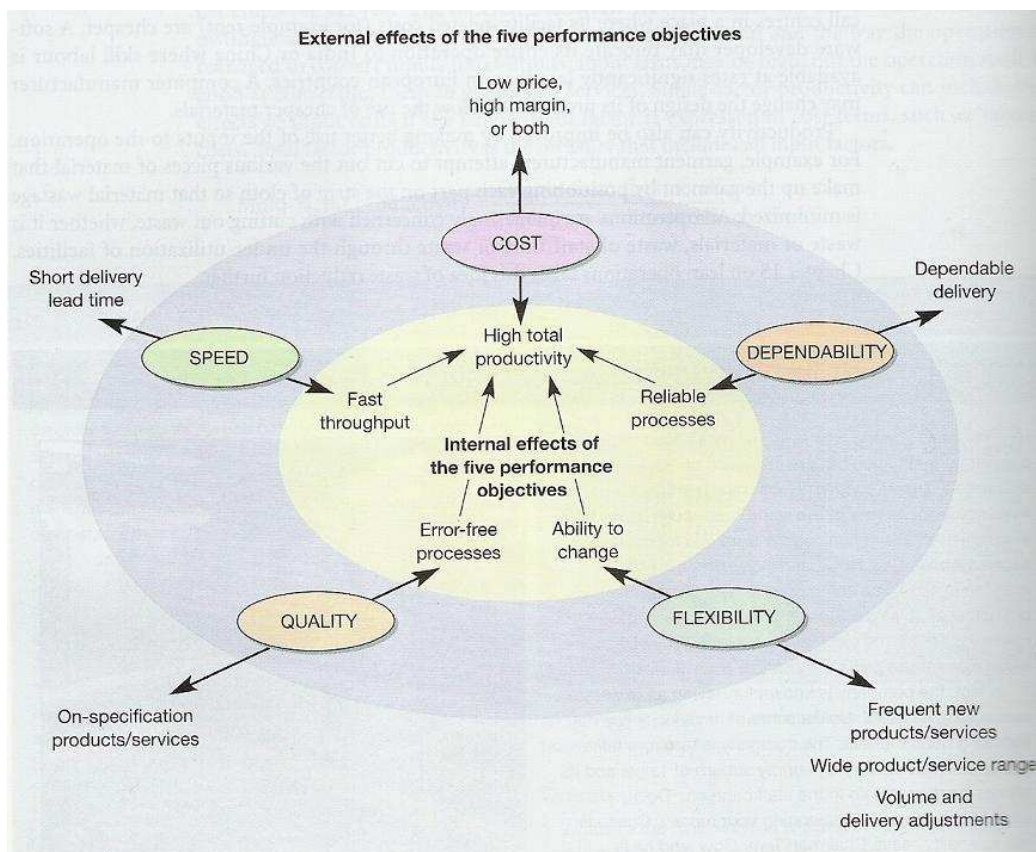 External effects of the five performance objectives
Low price,
high margin,
or both
COST
Short delivery
lead time
Dependable
delivery
SPEED
High total
productivity
DEPENDABILITY
Fast
throughput
Reliable
processes
Internal effects of
the five performance
objectives
Error-free
processes
Ability to
change
QUALITY
FLEXIBILITY
On-specification
products/services
Frequent new
products/services
Wide product/service range
Volume and
delivery adjustments